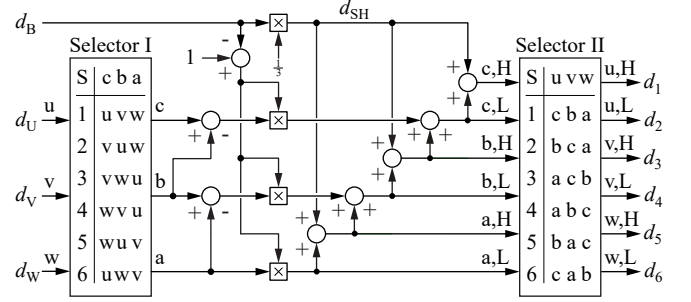 d_B
d_SH
1
-
+
1/3
×
Selector I
S c b a
1 u v w
2 v u w
3 v w u
4 w v u
5 w u v
6 u w v
u
d_U
v
d_V
w
d_W
c
b
a
+ -
×
+ -
×
×
+ +
+ +
+ +
+ +
+ +
c,H
c,L
b,H
b,L
a,H
a,L
Selector II
S u v w
1 c b a
2 b c a
3 a c b
4 a b c
5 b a c
6 c a b
u,H d_1
u,L d_2
v,H d_3
v,L d_4
w,H d_5
w,L d_6